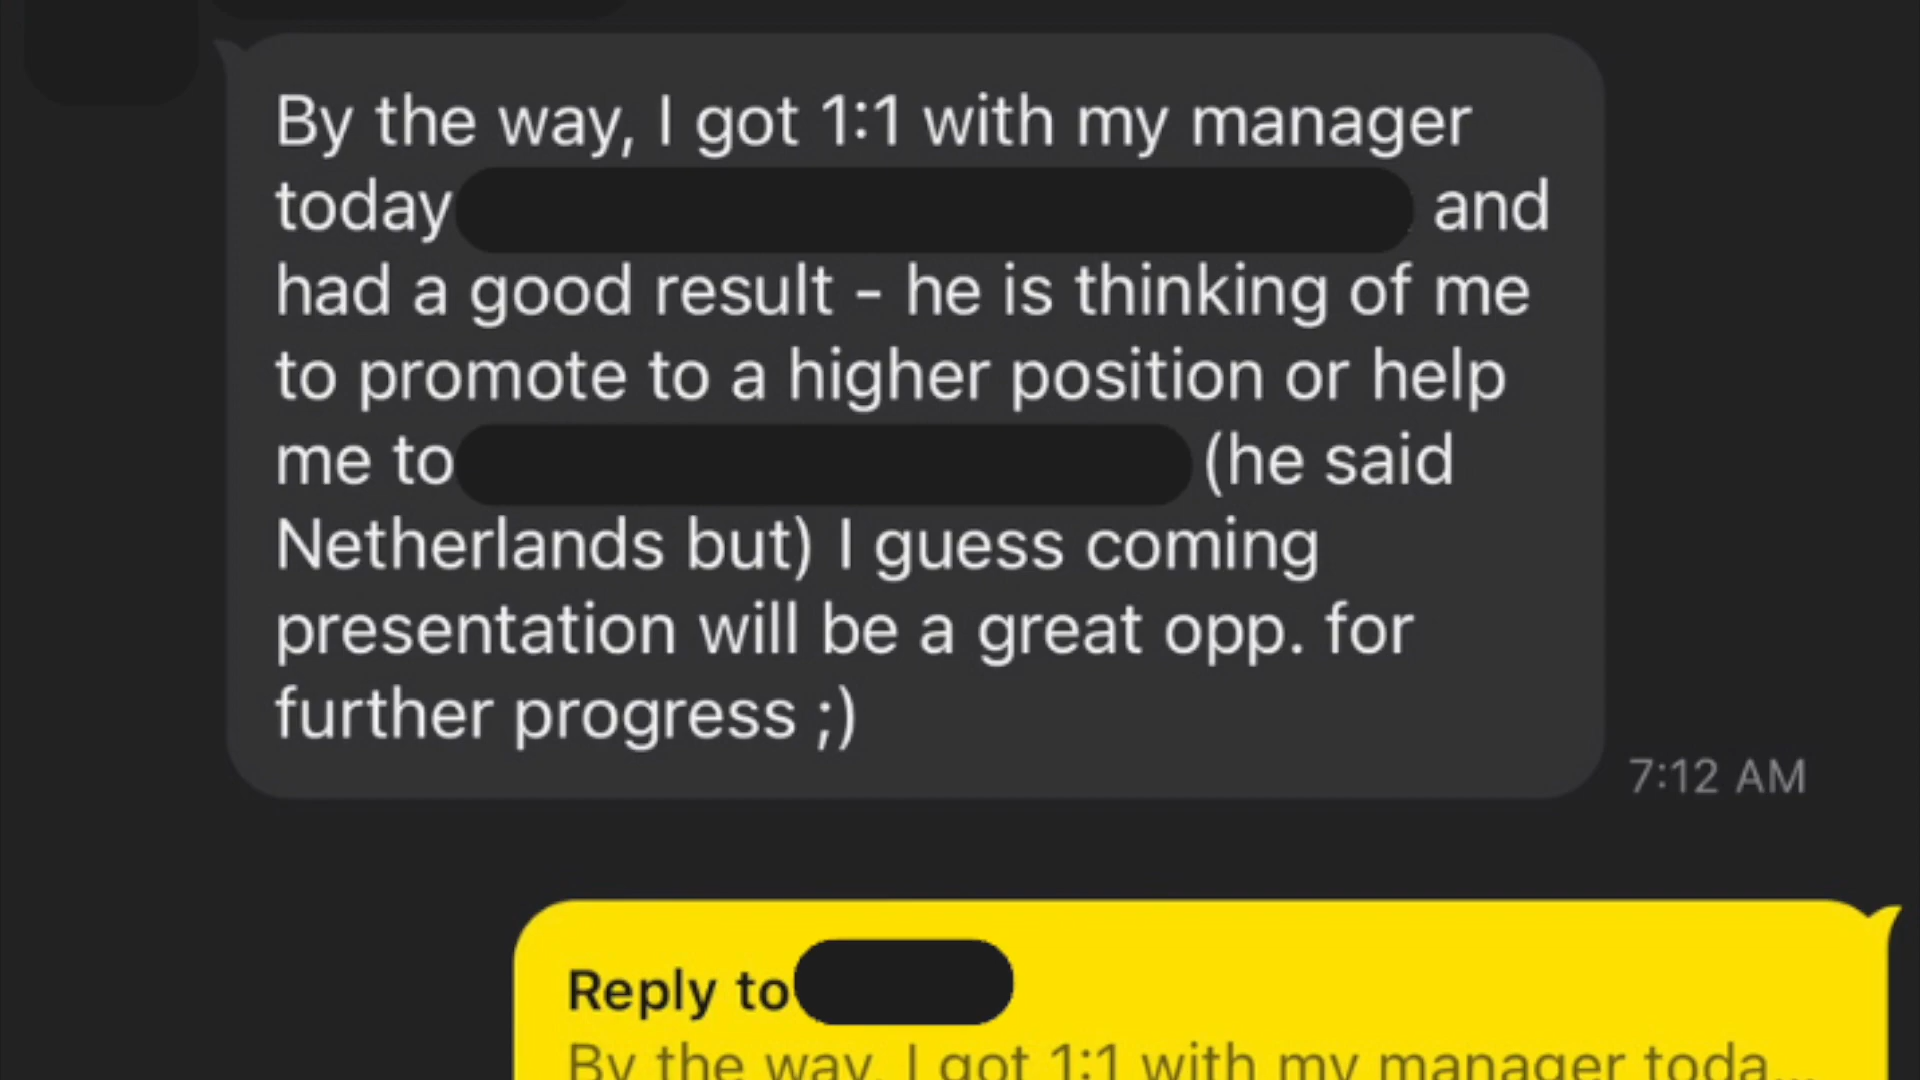 By the way, I got 1:1 with my manager
today and
had a good result - he is thinking of me
to promote to a higher position or help
me to (he said
Netherlands but) I guess coming
presentation will be a great opp. for
further progress ;)
7:12 AM
Reply to
By the way, I got 1:1 with my manager toda...